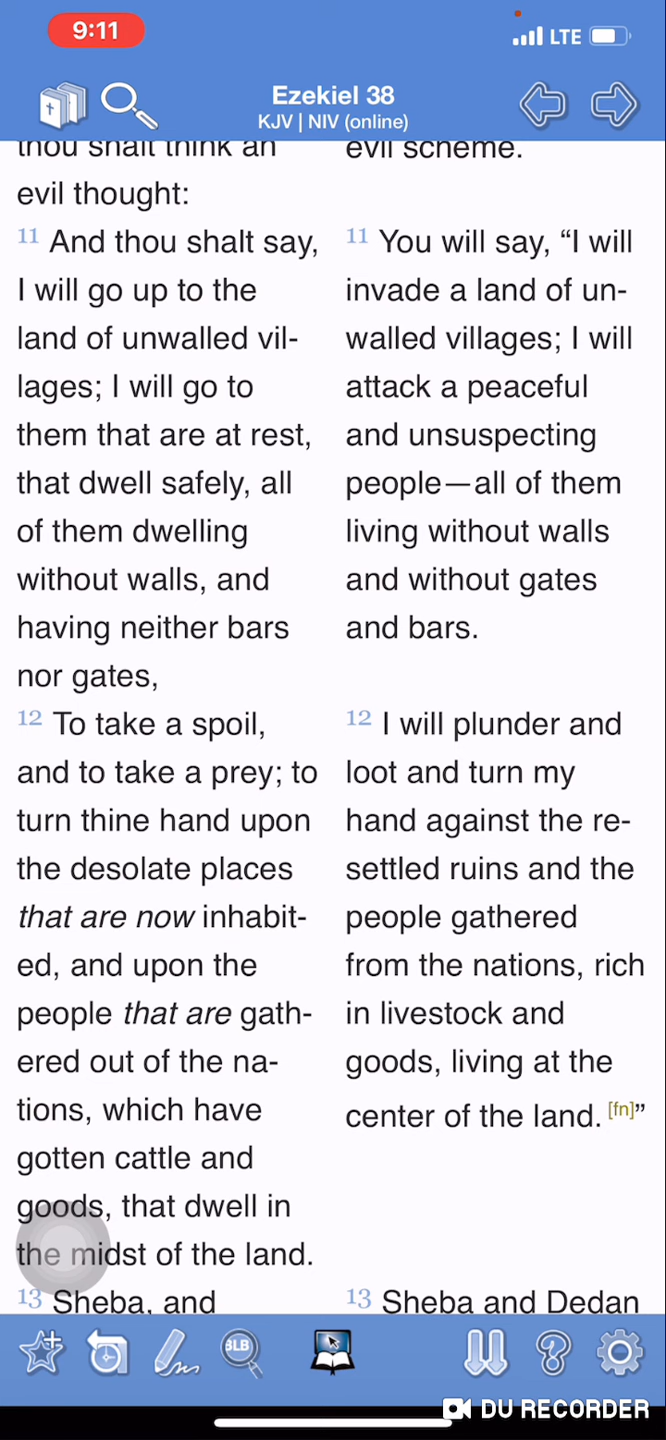 9:11
LTE
Ezekiel 38
KJV | NIV (online)
thou shalt think an
evil thought:
11 And thou shalt say,
I will go up to the
land of unwalled vil-
lages; I will go to
them that are at rest,
that dwell safely, all
of them dwelling
without walls, and
having neither bars
nor gates,
12 To take a spoil,
and to take a prey; to
turn thine hand upon
the desolate places
that are now inhabit-
ed, and upon the
people that are gath-
ered out of the na-
tions, which have
gotten cattle and
goods, that dwell in
the midst of the land.
13 Sheba, and
evil scheme.
11 You will say, “I will
invade a land of un-
walled villages; I will
attack a peaceful
and unsuspecting
people—all of them
living without walls
and without gates
and bars.
12 I will plunder and
loot and turn my
hand against the re-
settled ruins and the
people gathered
from the nations, rich
in livestock and
goods, living at the
center of the land. [fn]”
13 Sheba and Dedan
BLB
DU RECORDER